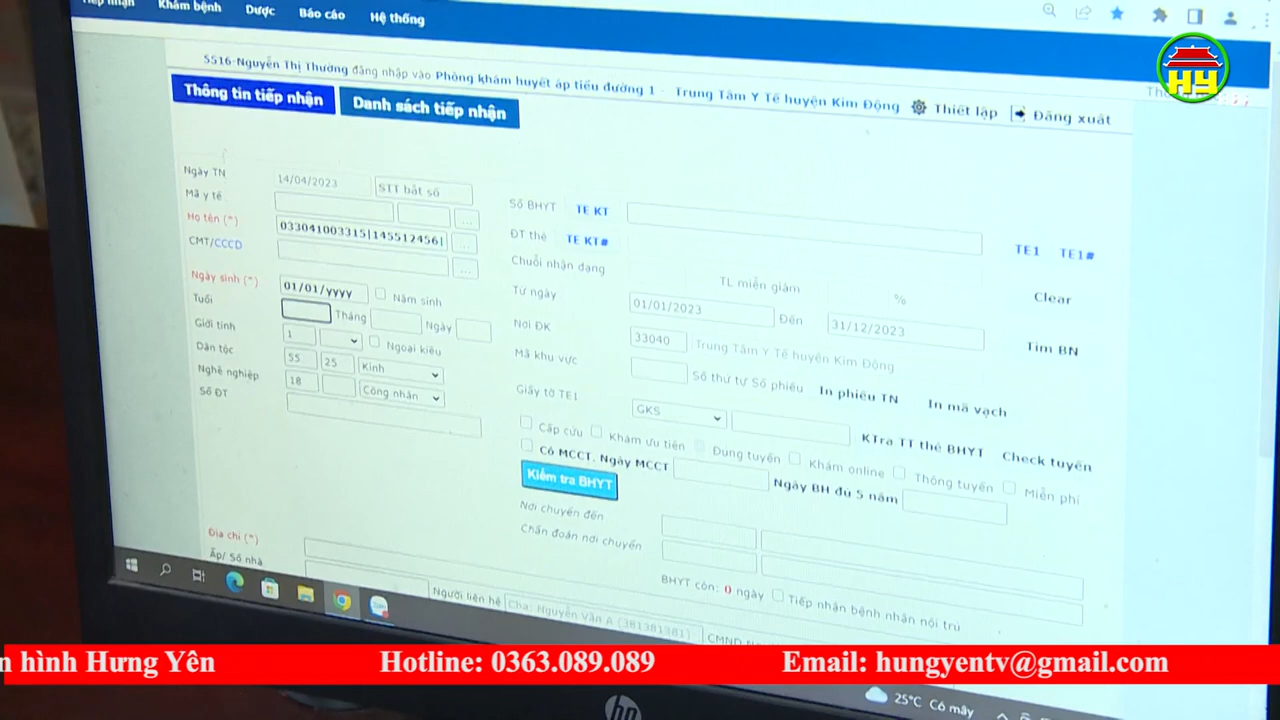 Tiếp nhận Khám bệnh Dược Báo cáo Hệ thống
HY
5516-Nguyễn Thị Thường đăng nhập vào Phòng khám huyết áp tiểu đường 1 - Trung Tâm Y Tế huyện Kim Động Thiết lập Đăng xuất
Thông tin tiếp nhận Danh sách tiếp nhận
Ngày TN 14/04/2023 STT bắt số
Mã y tế ...
Họ tên (*) 033041003315|145512456| ...
CMT/CCCD ...
Ngày sinh (*) 01/01/yyyy Năm sinh
Tuổi Tháng Ngày
Giới tính 1 Ngoại kiều
Dân tộc 55 25 Kinh
Nghề nghiệp 18 Công nhân
Số ĐT
Số BHYT TE KT
ĐT thẻ TE KT# TE1 TE1#
Chuỗi nhận dạng TL miễn giảm % Clear
Từ ngày 01/01/2023 Đến 31/12/2023
Nơi ĐK 33040 Trung Tâm Y Tế huyện Kim Động Tìm BN
Mã khu vực Số thứ tự Số phiếu In phiếu TN In mã vạch
Giấy tờ TE1 GKS KTra TT thẻ BHYT Check tuyến
Cấp cứu Khám ưu tiên Đúng tuyến Khám online Thông tuyến Miễn phí
Có MCCT. Ngày MCCT Ngày BH đủ 5 năm
Kiểm tra BHYT
Nơi chuyển đến
Chẩn đoán nơi chuyển
BHYT còn: 0 ngày Tiếp nhận bệnh nhân nội trú
Địa chỉ (*)
Ấp/ Số nhà
Người liên hệ Cha: Nguyễn Văn A (381381381) CMND
n hình Hưng Yên Hotline: 0363.089.089 Email: hungyentv@gmail.com
hp
25°C Có mây